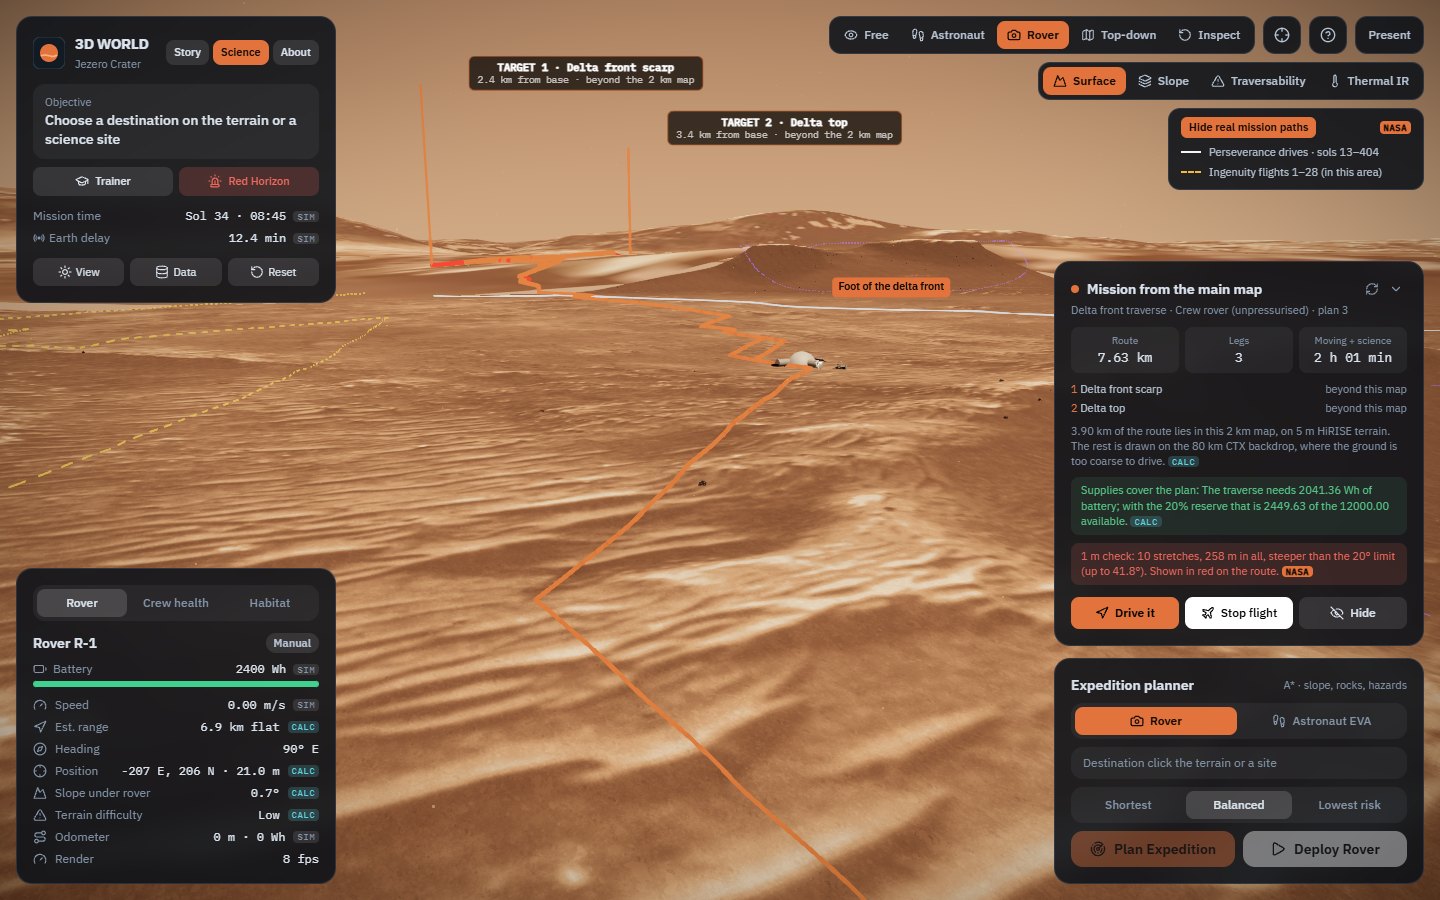 3D WORLD
Jezero Crater
Story
Science
About
Objective
Choose a destination on the terrain or a
science site
Trainer
Red Horizon
Mission time
Sol 34 · 08:45 SIM
Earth delay
12.4 min SIM
View
Data
Reset
TARGET 1 · Delta front scarp
2.4 km from base · beyond the 2 km map
TARGET 2 · Delta top
3.4 km from base · beyond the 2 km map
Foot of the delta front
Free
Astronaut
Rover
Top-down
Inspect
Present
Surface
Slope
Traversability
Thermal IR
Hide real mission paths
NASA
Perseverance drives · sols 13–404
Ingenuity flights 1–28 (in this area)
Mission from the main map
Delta front traverse · Crew rover (unpressurised) · plan 3
Route
7.63 km
Legs
3
Moving + science
2 h 01 min
1 Delta front scarp
beyond this map
2 Delta top
beyond this map
3.90 km of the route lies in this 2 km map, on 5 m HiRISE terrain.
The rest is drawn on the 80 km CTX backdrop, where the ground is
too coarse to drive. CALC
Supplies cover the plan: The traverse needs 2041.36 Wh of
battery; with the 20% reserve that is 2449.63 of the 12000.00
available. CALC
1 m check: 10 stretches, 258 m in all, steeper than the 20° limit
(up to 41.8°). Shown in red on the route. NASA
Drive it
Stop flight
Hide
Rover
Crew health
Habitat
Rover R-1
Manual
Battery
2400 Wh SIM
Speed
0.00 m/s SIM
Est. range
6.9 km flat CALC
Heading
90° E
Position
-207 E, 206 N · 21.0 m CALC
Slope under rover
0.7° CALC
Terrain difficulty
Low CALC
Odometer
0 m · 0 Wh SIM
Render
8 fps
Expedition planner
A* · slope, rocks, hazards
Rover
Astronaut EVA
Destination click the terrain or a site
Shortest
Balanced
Lowest risk
Plan Expedition
Deploy Rover